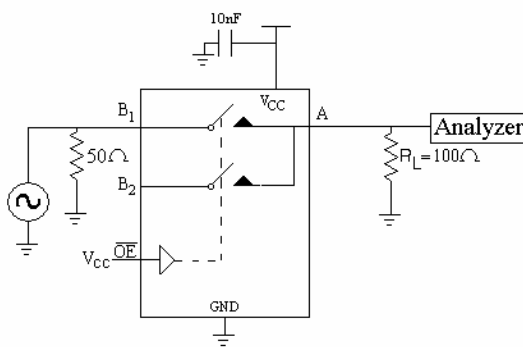 10nF
B1
VCC
A
Analyzer
50Ω
RL=100Ω
B2
VCC
OE
GND